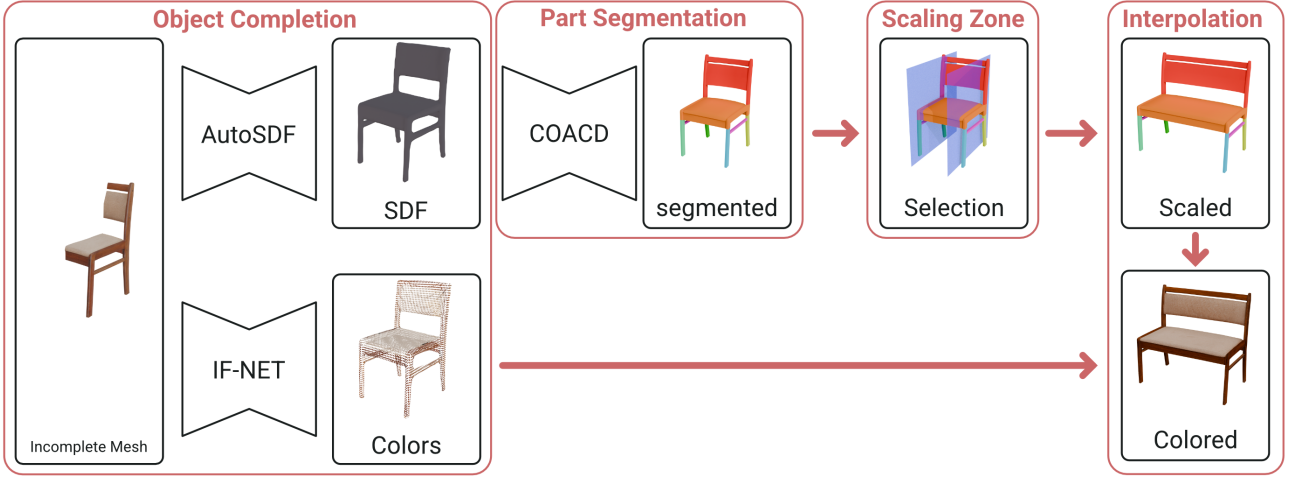 Object Completion
Part Segmentation
Scaling Zone
Interpolation
AutoSDF
SDF
COACD
segmented
Selection
Scaled
Incomplete Mesh
IF-NET
Colors
Colored